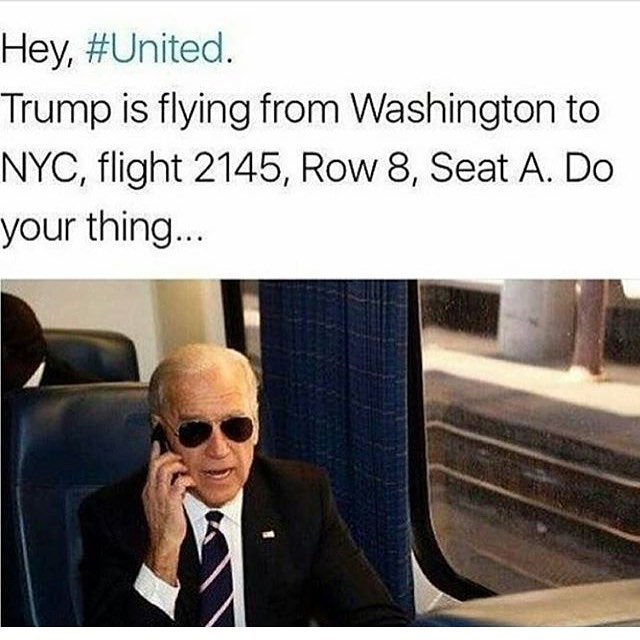 Hey, #United.
Trump is flying from Washington to
NYC, flight 2145, Row 8, Seat A. Do
your thing...